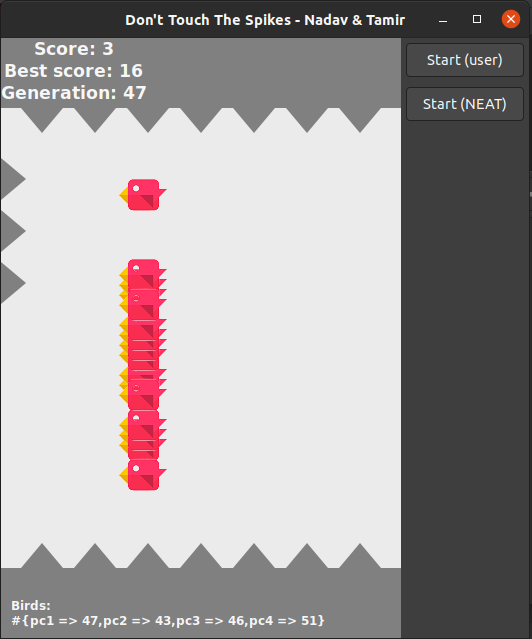 Don't Touch The Spikes - Nadav & Tamir
Score: 3
Best score: 16
Generation: 47
Start (user)
Start (NEAT)
Birds:
#{pc1 => 47,pc2 => 43,pc3 => 46,pc4 => 51}